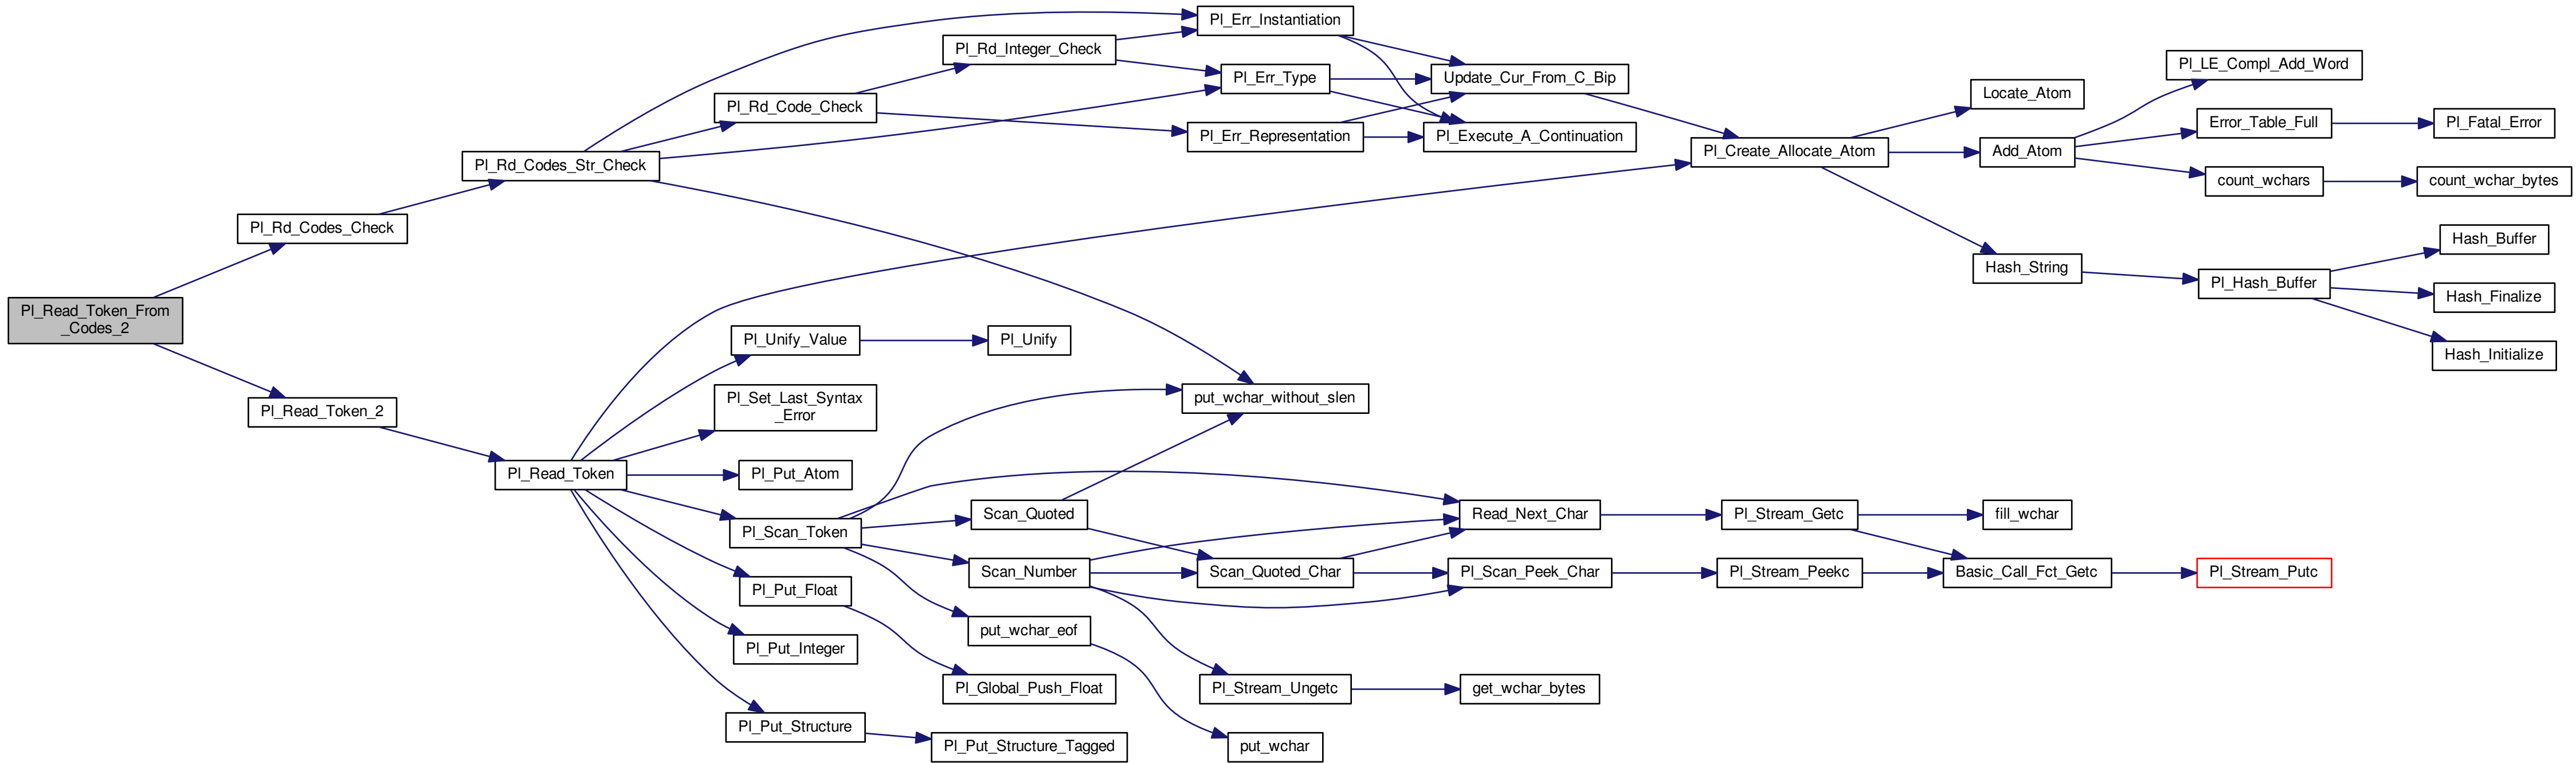 Pl_Err_Instantiation
Pl_Rd_Integer_Check
Pl_LE_Compl_Add_Word
Pl_Err_Type
Update_Cur_From_C_Bip
Locate_Atom
Pl_Rd_Code_Check
Error_Table_Full
Pl_Fatal_Error
Pl_Err_Representation
Pl_Execute_A_Continuation
Pl_Create_Allocate_Atom
Add_Atom
Pl_Rd_Codes_Str_Check
count_wchars
count_wchar_bytes
Pl_Rd_Codes_Check
Hash_Buffer
Hash_String
Pl_Hash_Buffer
Hash_Finalize
Pl_Read_Token_From
_Codes_2
Pl_Unify_Value
Pl_Unify
Hash_Initialize
Pl_Set_Last_Syntax
_Error
put_wchar_without_slen
Pl_Read_Token_2
Pl_Read_Token
Pl_Put_Atom
Scan_Quoted
Read_Next_Char
Pl_Stream_Getc
fill_wchar
Pl_Scan_Token
Scan_Number
Scan_Quoted_Char
Pl_Scan_Peek_Char
Pl_Stream_Peekc
Basic_Call_Fct_Getc
Pl_Stream_Putc
Pl_Put_Float
put_wchar_eof
Pl_Put_Integer
Pl_Global_Push_Float
Pl_Stream_Ungetc
get_wchar_bytes
Pl_Put_Structure
Pl_Put_Structure_Tagged
put_wchar